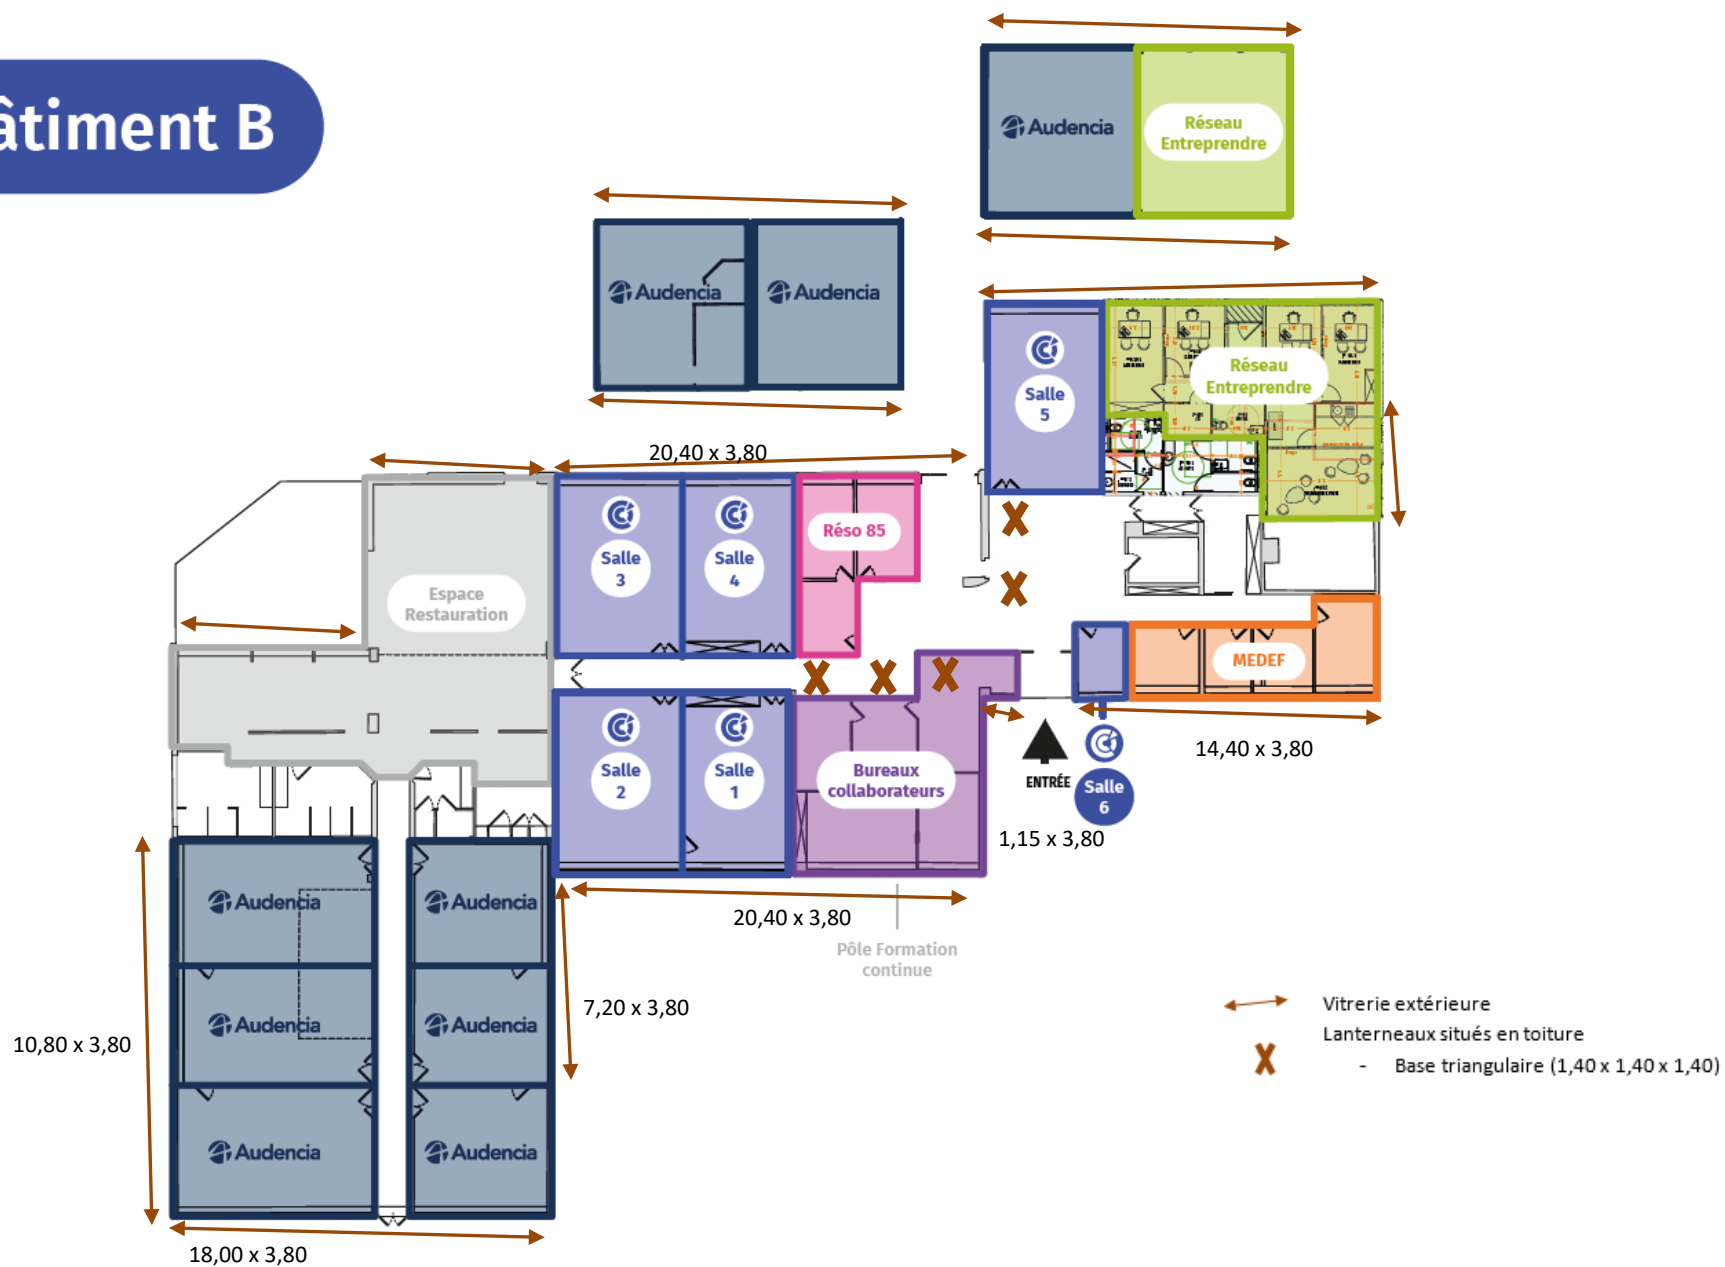 âtiment B
Audencia
Réseau
Entreprendre
Audencia
Audencia
Salle
5
Réseau
Entreprendre
20,40 x 3,80
Salle
3
Salle
4
Réso 85
Espace
Restauration
MEDEF
Salle
2
Salle
1
Bureaux
collaborateurs
ENTRÉE
Salle
6
14,40 x 3,80
1,15 x 3,80
20,40 x 3,80
Pôle Formation
continue
Audencia
Audencia
7,20 x 3,80
Audencia
Audencia
10,80 x 3,80
Audencia
Audencia
18,00 x 3,80
Vitrerie extérieure
Lanterneaux situés en toiture
- Base triangulaire (1,40 x 1,40 x 1,40)